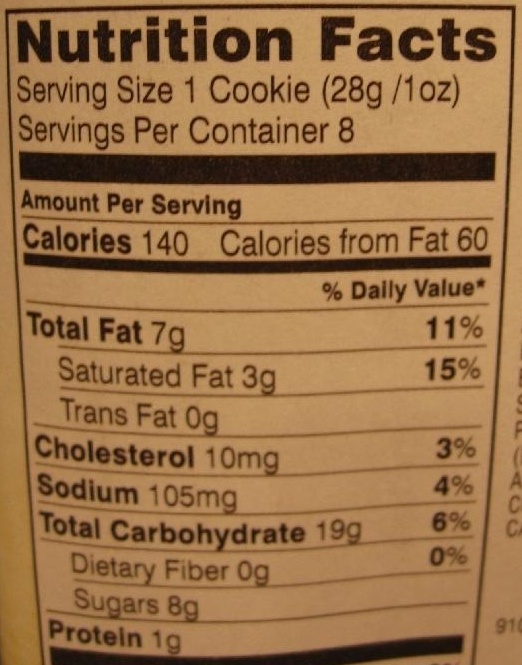 Nutrition Facts
Serving Size 1 Cookie (28g /1oz)
Servings Per Container 8
Amount Per Serving
Calories 140 Calories from Fat 60
% Daily Value*
Total Fat 7g 11%
Saturated Fat 3g 15%
Trans Fat 0g
Cholesterol 10mg 3%
Sodium 105mg 4%
Total Carbohydrate 19g 6%
Dietary Fiber 0g 0%
Sugars 8g
Protein 1g
910